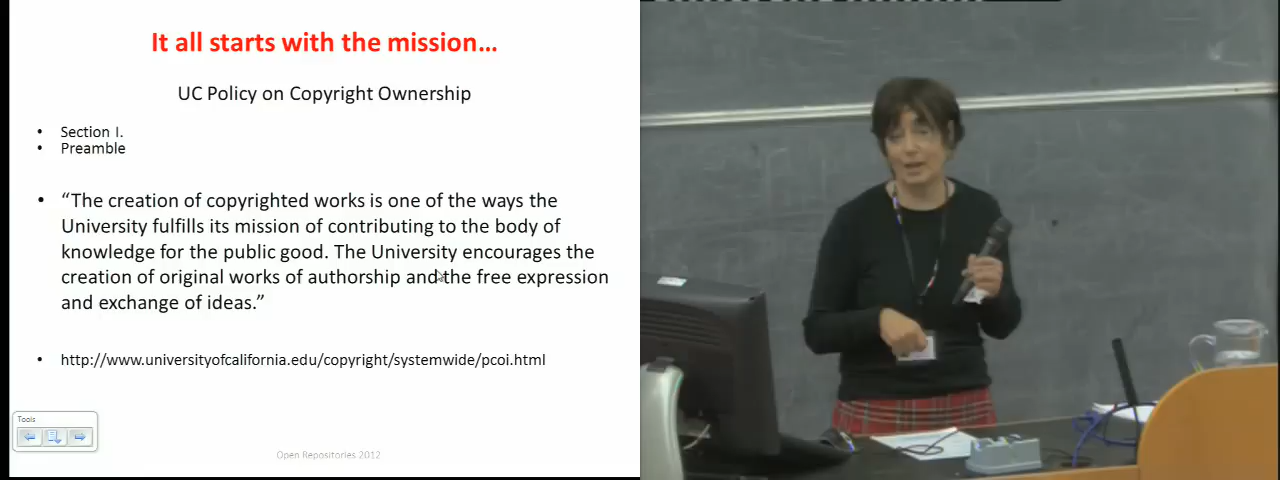 It all starts with the mission…
UC Policy on Copyright Ownership
• Section I.
• Preamble
• “The creation of copyrighted works is one of the ways the
University fulfills its mission of contributing to the body of
knowledge for the public good. The University encourages the
creation of original works of authorship and the free expression
and exchange of ideas.”
• http://www.universityofcalifornia.edu/copyright/systemwide/pcoi.html
Tools
Open Repositories 2012